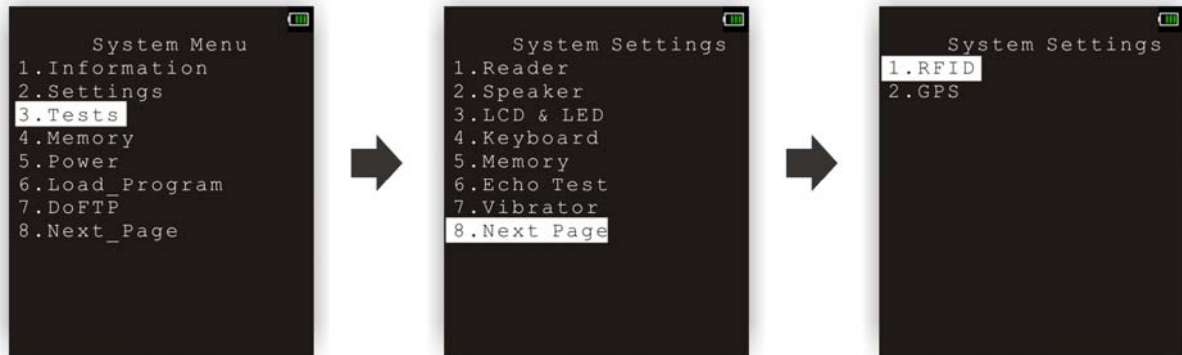 System Menu
1.Information
2.Settings
3.Tests
4.Memory
5.Power
6.Load_Program
7.DoFTP
8.Next_Page
System Settings
1.Reader
2.Speaker
3.LCD & LED
4.Keyboard
5.Memory
6.Echo Test
7.Vibrator
8.Next Page
System Settings
1.RFID
2.GPS